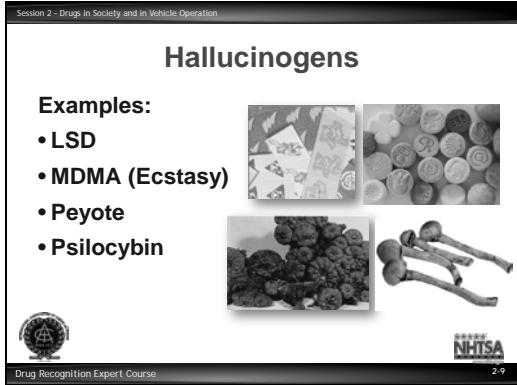 Session 2 – Drugs in Society and in Vehicle Operation
Hallucinogens
Examples:
• LSD
• MDMA (Ecstasy)
• Peyote
• Psilocybin
NHTSA
Drug Recognition Expert Course
2-9